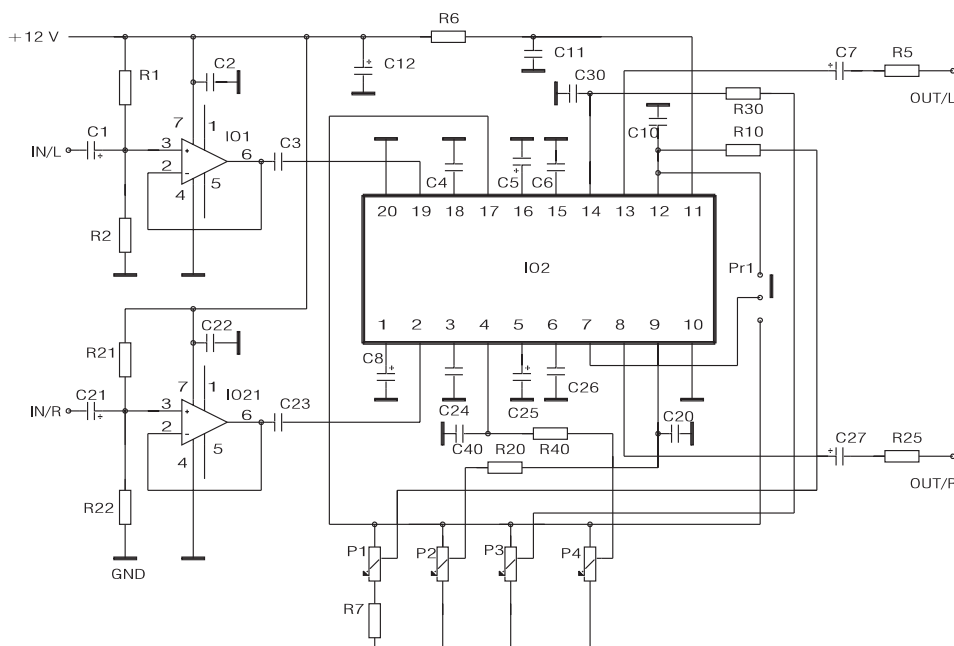 R6
+12 V
C2
C11
C7
R5
R1
C12
C30
OUT/L
R30
7
1
IO1
C10
C1
R10
IN/L
3
+
6
C3
2
-
4
5
C4
C5
C6
R2
20 19 18 17 16 15 14 13 12 11
IO2
Pr1
1 2 3 4 5 6 7 8 9 10
C22
R21
C8
7
1
C21
IO21
C26
IN/R
3
+
6
C23
C24
C25
2
-
C20
C27
R25
4
5
C40
R20
R40
R22
OUT/R
P1
P2
P3
P4
GND
R7